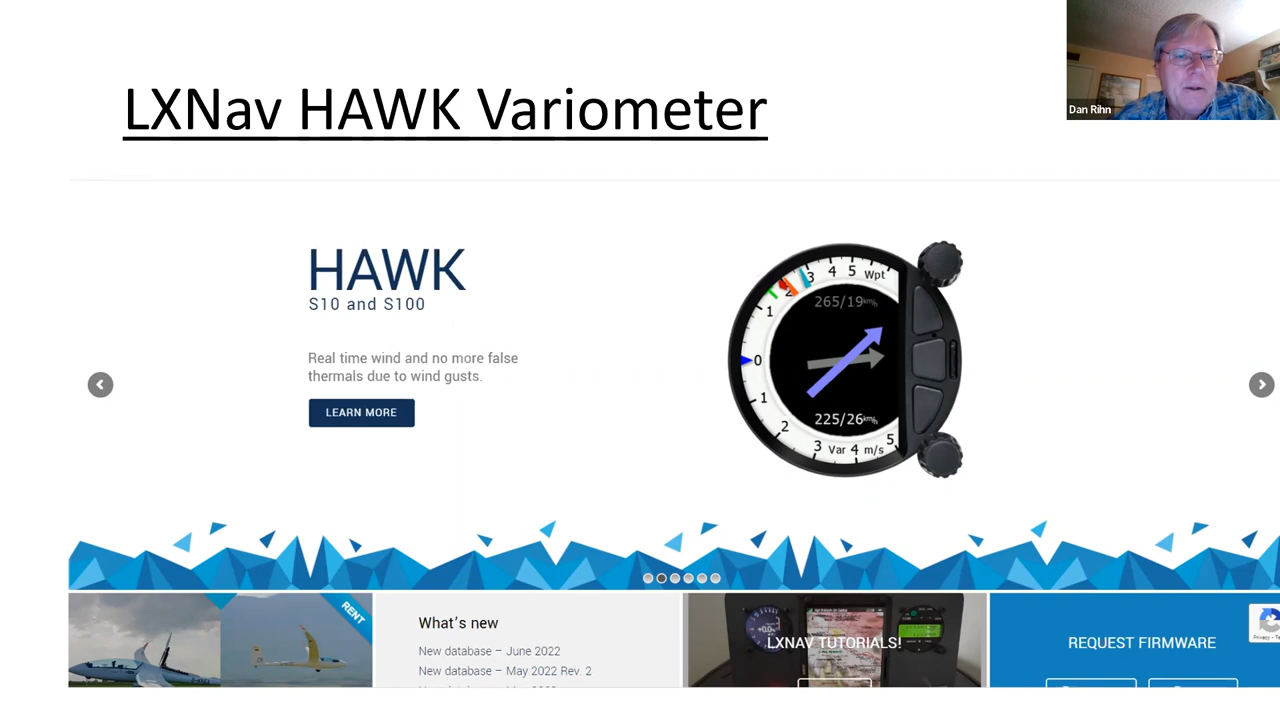 LXNav HAWK Variometer
Dan Rihn
HAWK
S10 and S100
Real time wind and no more false
thermals due to wind gusts.
LEARN MORE
1 2 3 4 5 Wpt
265/19km/h
0
225/26km/h
1 2 3 Var 4 m/s 5
RENT
What's new
New database – June 2022
New database – May 2022 Rev. 2
LXNAV TUTORIALS!
REQUEST FIRMWARE